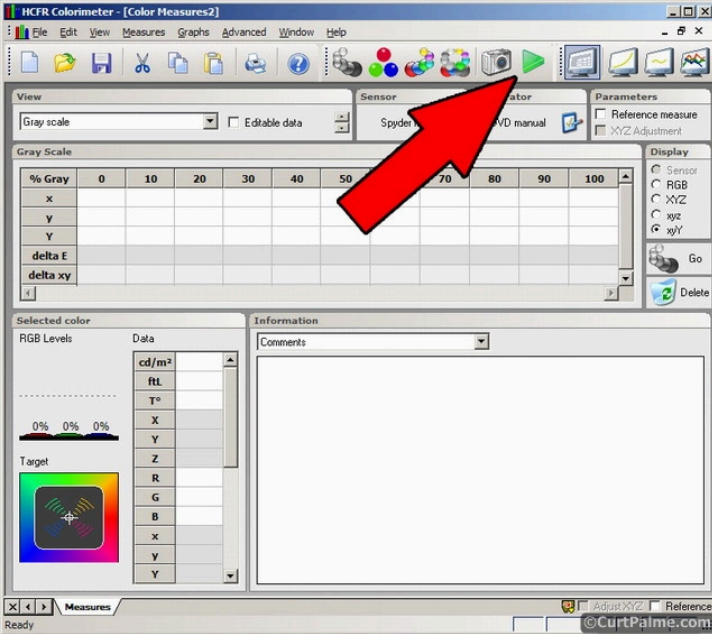 HCFR Colorimeter - [Color Measures2]
File Edit View Measures Graphs Advanced Window Help
View
Sensor
Parameters
Gray scale
Editable data
Spyder
DVD manual
Reference measure
XYZ Adjustment
Gray Scale
Display
% Gray 0 10 20 30 40 50 70 80 90 100
x
y
Y
delta E
delta xy
Sensor
RGB
XYZ
xyz
xyY
Go
Delete
Selected color
Information
RGB Levels
Data
Comments
0% 0% 0%
Target
cd/m²
ftL
T°
X
Y
Z
R
G
B
x
y
Y
Measures
Adjust XYZ
Reference
Ready
©CurtPalme.com